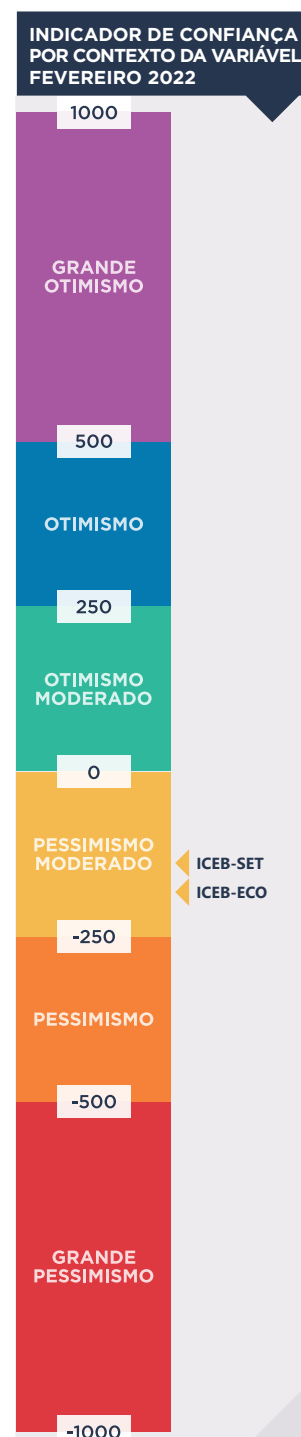 INDICADOR DE CONFIANÇA
POR CONTEXTO DA VARIÁVEL
FEVEREIRO 2022
1000
GRANDE
OTIMISMO
500
OTIMISMO
250
OTIMISMO
MODERADO
0
PESSIMISMO
MODERADO
ICEB-SET
ICEB-ECO
-250
PESSIMISMO
-500
GRANDE
PESSIMISMO
-1000